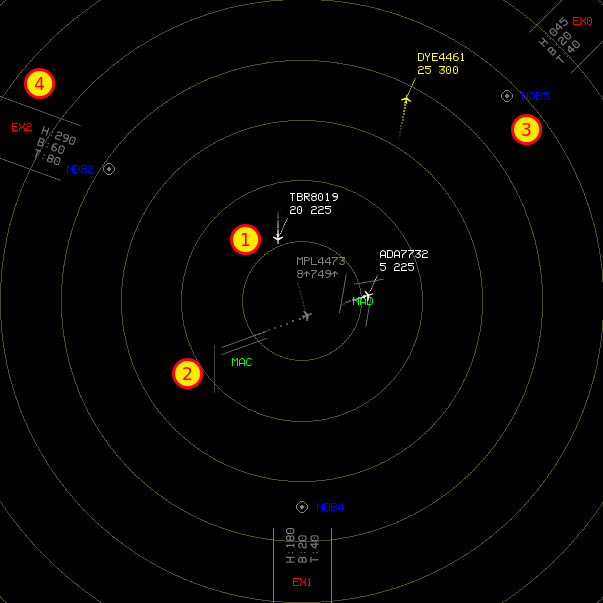 H:045
B:20
T:40
EX0
DYE4461
25 300
4
NDB5
EX2
H:290
B:60
T:80
3
NDB2
TBR8019
20 225
1
MPL4473
8↑749↑
ADA7732
5 225
MAD
MAC
2
NDB4
H:180
B:20
T:40
EX1